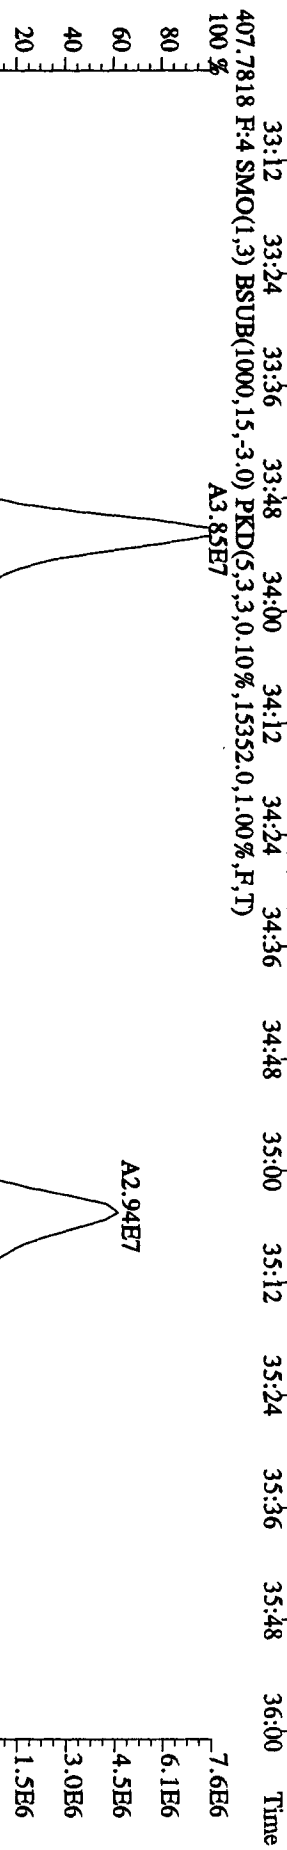 33:12 33:24 33:36 33:48 34:00 34:12 34:24 34:36 34:48 35:00 35:12 35:24 35:36 35:48 36:00 Time
407.7818 F:4 SMO(1,3) BSUB(1000,15,-3.0) PKD(5,3,3,0.10%,15352.0,1.00%,F,T)
100 % A3.85E7 7.6E6
80 6.1E6
60 A2.94E7 4.5E6
40 3.0E6
20 1.5E6